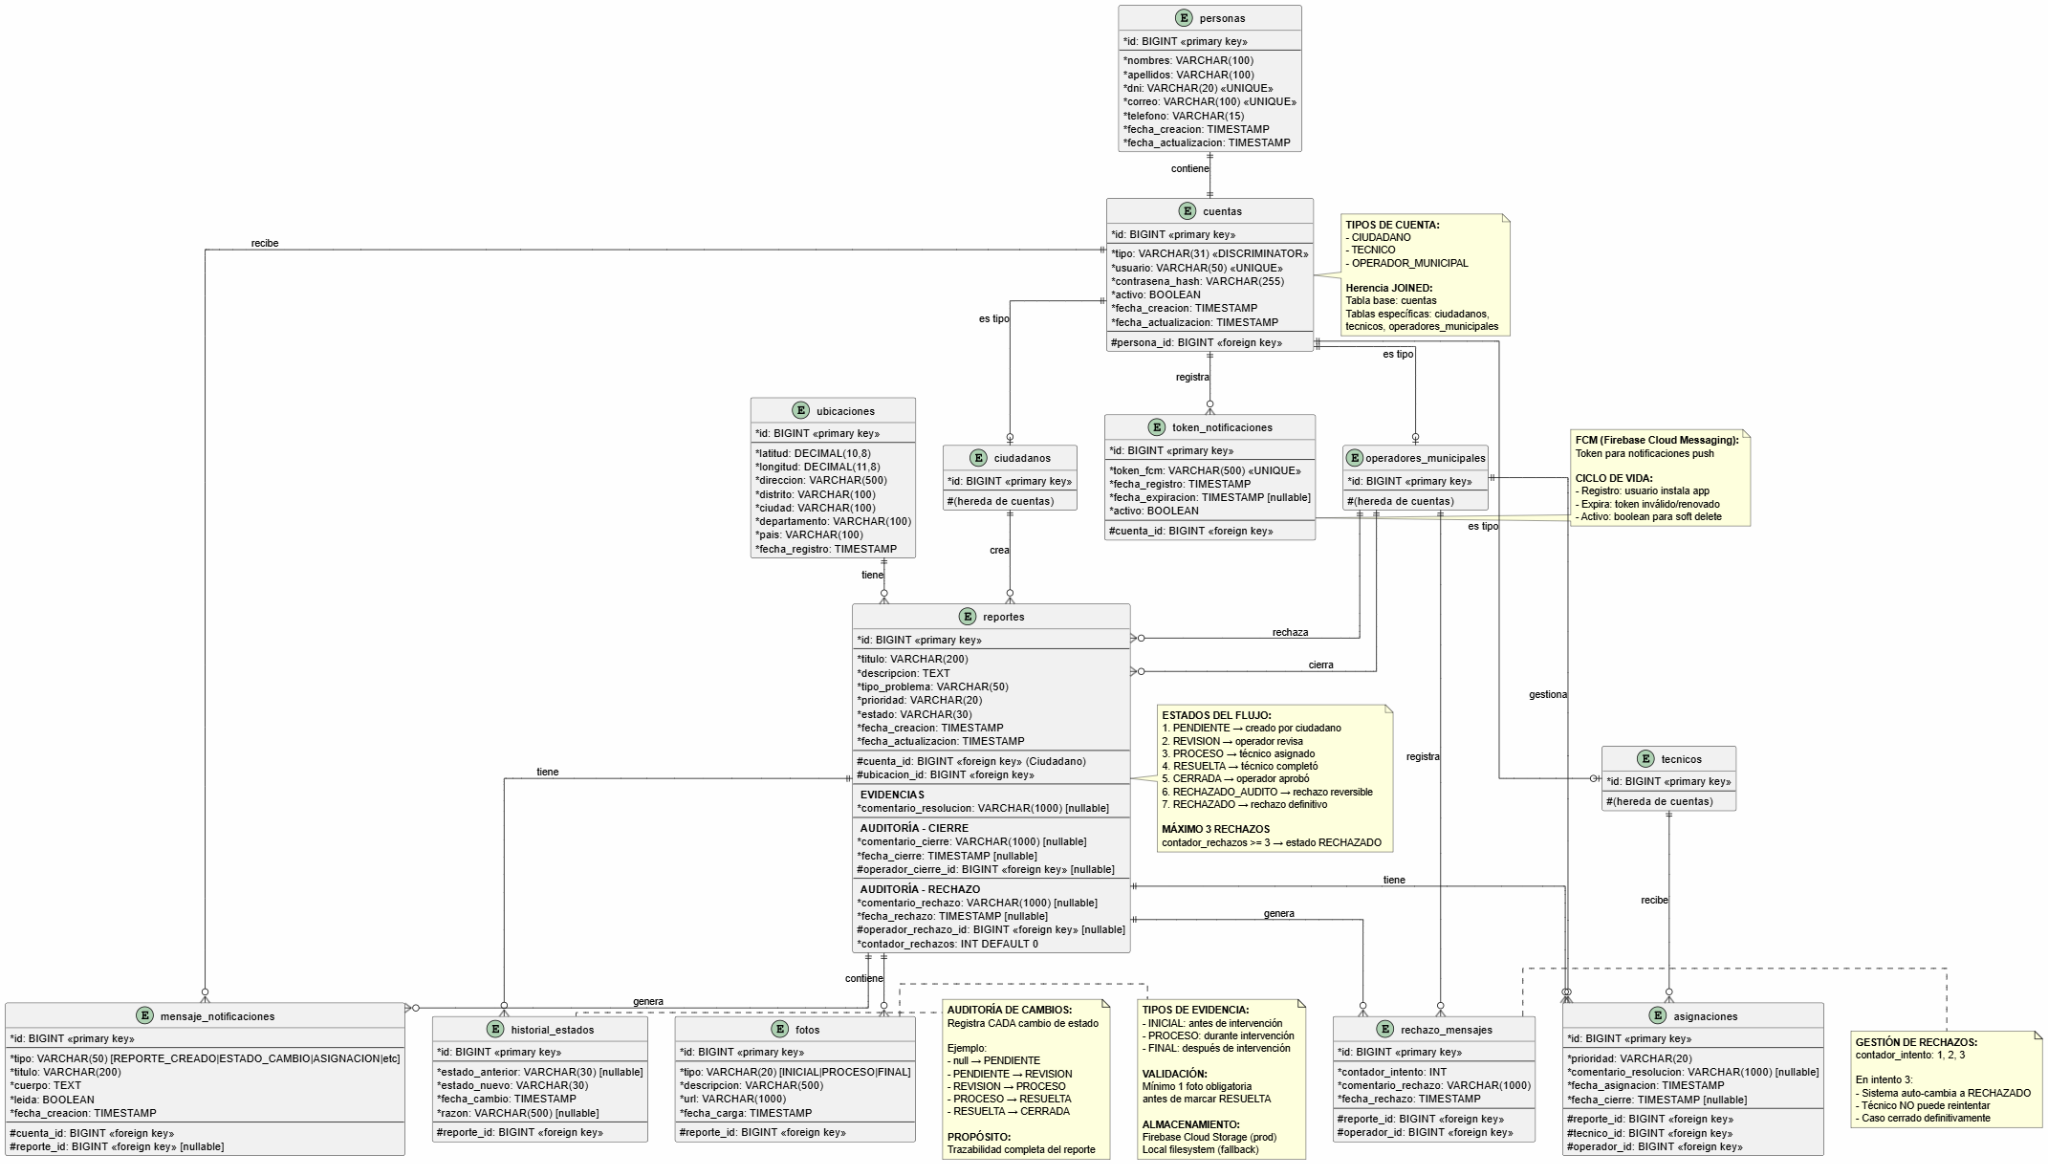 E personas
*id: BIGINT «primary key»
*nombres: VARCHAR(100)
*apellidos: VARCHAR(100)
*dni: VARCHAR(20) «UNIQUE»
*correo: VARCHAR(100) «UNIQUE»
*telefono: VARCHAR(15)
*fecha_creacion: TIMESTAMP
*fecha_actualizacion: TIMESTAMP
contiene
E cuentas
*id: BIGINT «primary key»
*tipo: VARCHAR(31) «DISCRIMINATOR»
*usuario: VARCHAR(50) «UNIQUE»
*contrasena_hash: VARCHAR(255)
*activo: BOOLEAN
*fecha_creacion: TIMESTAMP
*fecha_actualizacion: TIMESTAMP
#persona_id: BIGINT «foreign key»
TIPOS DE CUENTA:
- CIUDADANO
- TECNICO
- OPERADOR_MUNICIPAL
Herencia JOINED:
Tabla base: cuentas
Tablas específicas: ciudadanos,
tecnicos, operadores_municipales
recibe
es tipo
registra
es tipo
E ubicaciones
*id: BIGINT «primary key»
*latitud: DECIMAL(10,8)
*longitud: DECIMAL(11,8)
*direccion: VARCHAR(500)
*distrito: VARCHAR(100)
*ciudad: VARCHAR(100)
*departamento: VARCHAR(100)
*pais: VARCHAR(100)
*fecha_registro: TIMESTAMP
E ciudadanos
*id: BIGINT «primary key»
#(hereda de cuentas)
E token_notificaciones
*id: BIGINT «primary key»
*token_fcm: VARCHAR(500) «UNIQUE»
*fecha_registro: TIMESTAMP
*fecha_expiracion: TIMESTAMP [nullable]
*activo: BOOLEAN
#cuenta_id: BIGINT «foreign key»
E operadores_municipales
*id: BIGINT «primary key»
#(hereda de cuentas)
FCM (Firebase Cloud Messaging):
Token para notificaciones push
CICLO DE VIDA:
- Registro: usuario instala app
- Expira: token inválido/renovado
- Activo: boolean para soft delete
es tipo
tiene
crea
E reportes
*id: BIGINT «primary key»
*titulo: VARCHAR(200)
*descripcion: TEXT
*tipo_problema: VARCHAR(50)
*prioridad: VARCHAR(20)
*estado: VARCHAR(30)
*fecha_creacion: TIMESTAMP
*fecha_actualizacion: TIMESTAMP
#cuenta_id: BIGINT «foreign key» (Ciudadano)
#ubicacion_id: BIGINT «foreign key»
EVIDENCIAS
*comentario_resolucion: VARCHAR(1000) [nullable]
AUDITORÍA - CIERRE
*comentario_cierre: VARCHAR(1000) [nullable]
*fecha_cierre: TIMESTAMP [nullable]
#operador_cierre_id: BIGINT «foreign key» [nullable]
AUDITORÍA - RECHAZO
*comentario_rechazo: VARCHAR(1000) [nullable]
*fecha_rechazo: TIMESTAMP [nullable]
#operador_rechazo_id: BIGINT «foreign key» [nullable]
*contador_rechazos: INT DEFAULT 0
rechaza
cierra
gestiona
ESTADOS DEL FLUJO:
1. PENDIENTE → creado por ciudadano
2. REVISION → operador revisa
3. PROCESO → técnico asignado
4. RESUELTA → técnico completó
5. CERRADA → operador aprobó
6. RECHAZADO_AUDITO → rechazo reversible
7. RECHAZADO → rechazo definitivo
MÁXIMO 3 RECHAZOS
contador_rechazos >= 3 → estado RECHAZADO
registra
E tecnicos
*id: BIGINT «primary key»
#(hereda de cuentas)
tiene
tiene
recibe
genera
contiene
genera
E mensaje_notificaciones
*id: BIGINT «primary key»
*tipo: VARCHAR(50) [REPORTE_CREADO|ESTADO_CAMBIO|ASIGNACION|etc]
*titulo: VARCHAR(200)
*cuerpo: TEXT
*leida: BOOLEAN
*fecha_creacion: TIMESTAMP
#cuenta_id: BIGINT «foreign key»
#reporte_id: BIGINT «foreign key» [nullable]
E historial_estados
*id: BIGINT «primary key»
*estado_anterior: VARCHAR(30) [nullable]
*estado_nuevo: VARCHAR(30)
*fecha_cambio: TIMESTAMP
*razon: VARCHAR(500) [nullable]
#reporte_id: BIGINT «foreign key»
E fotos
*id: BIGINT «primary key»
*tipo: VARCHAR(20) [INICIAL|PROCESO|FINAL]
*descripcion: VARCHAR(500)
*url: VARCHAR(1000)
*fecha_carga: TIMESTAMP
#reporte_id: BIGINT «foreign key»
AUDITORÍA DE CAMBIOS:
Registra CADA cambio de estado
Ejemplo:
- null → PENDIENTE
- PENDIENTE → REVISION
- REVISION → PROCESO
- PROCESO → RESUELTA
- RESUELTA → CERRADA
PROPÓSITO:
Trazabilidad completa del reporte
TIPOS DE EVIDENCIA:
- INICIAL: antes de intervención
- PROCESO: durante intervención
- FINAL: después de intervención
VALIDACIÓN:
Mínimo 1 foto obligatoria
antes de marcar RESUELTA
ALMACENAMIENTO:
Firebase Cloud Storage (prod)
Local filesystem (fallback)
E rechazo_mensajes
*id: BIGINT «primary key»
*contador_intento: INT
*comentario_rechazo: VARCHAR(1000)
*fecha_rechazo: TIMESTAMP
#reporte_id: BIGINT «foreign key»
#operador_id: BIGINT «foreign key»
E asignaciones
*id: BIGINT «primary key»
*prioridad: VARCHAR(20)
*comentario_resolucion: VARCHAR(1000) [nullable]
*fecha_asignacion: TIMESTAMP
*fecha_cierre: TIMESTAMP [nullable]
#reporte_id: BIGINT «foreign key»
#tecnico_id: BIGINT «foreign key»
#operador_id: BIGINT «foreign key»
GESTIÓN DE RECHAZOS:
contador_intento: 1, 2, 3
En intento 3:
- Sistema auto-cambia a RECHAZADO
- Técnico NO puede reintentar
- Caso cerrado definitivamente